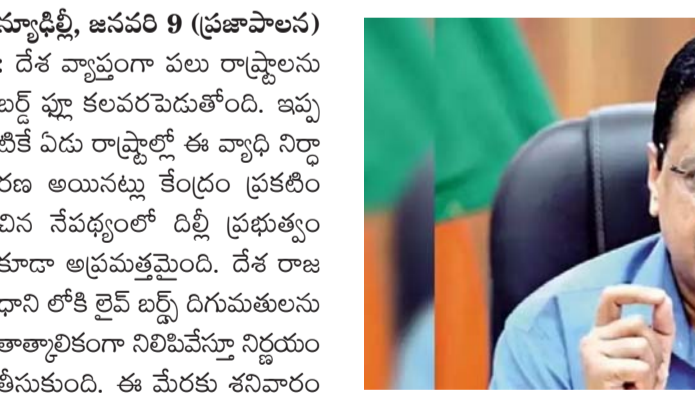 న్యూఢిల్లీ, జనవరి 9 (ప్రజాపాలన)
: దేశ వ్యాప్తంగా పలు రాష్ట్రాలను
బర్డ్ ఫ్లూ కలవరపెడుతోంది. ఇప్ప
టికే ఏడు రాష్ట్రాల్లో ఈ వ్యాధి నిర్ధా
రణ అయినట్లు కేంద్రం ప్రకటిం
చిన నేపథ్యంలో దిల్లీ ప్రభుత్వం
కూడా అప్రమత్తమైంది. దేశ రాజ
ధాని లోకి లైవ్ బర్డ్స్ దిగుమతులను
తాత్కాలికంగా నిలిపివేస్తూ నిర్ణయం
తీసుకుంది. ఈ మేరకు శనివారం